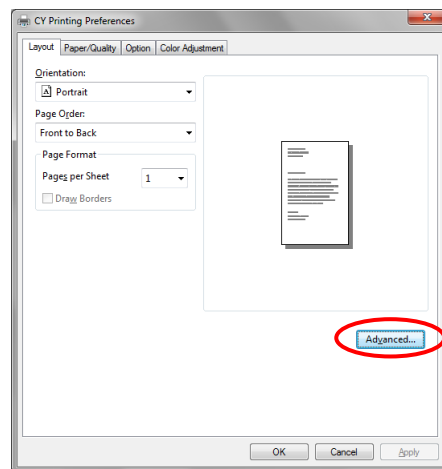 CY Printing Preferences
Layout Paper/Quality Option Color Adjustment
Orientation:
Portrait
Page Order:
Front to Back
Page Format
Pages per Sheet 1
Draw Borders
Advanced...
OK Cancel Apply